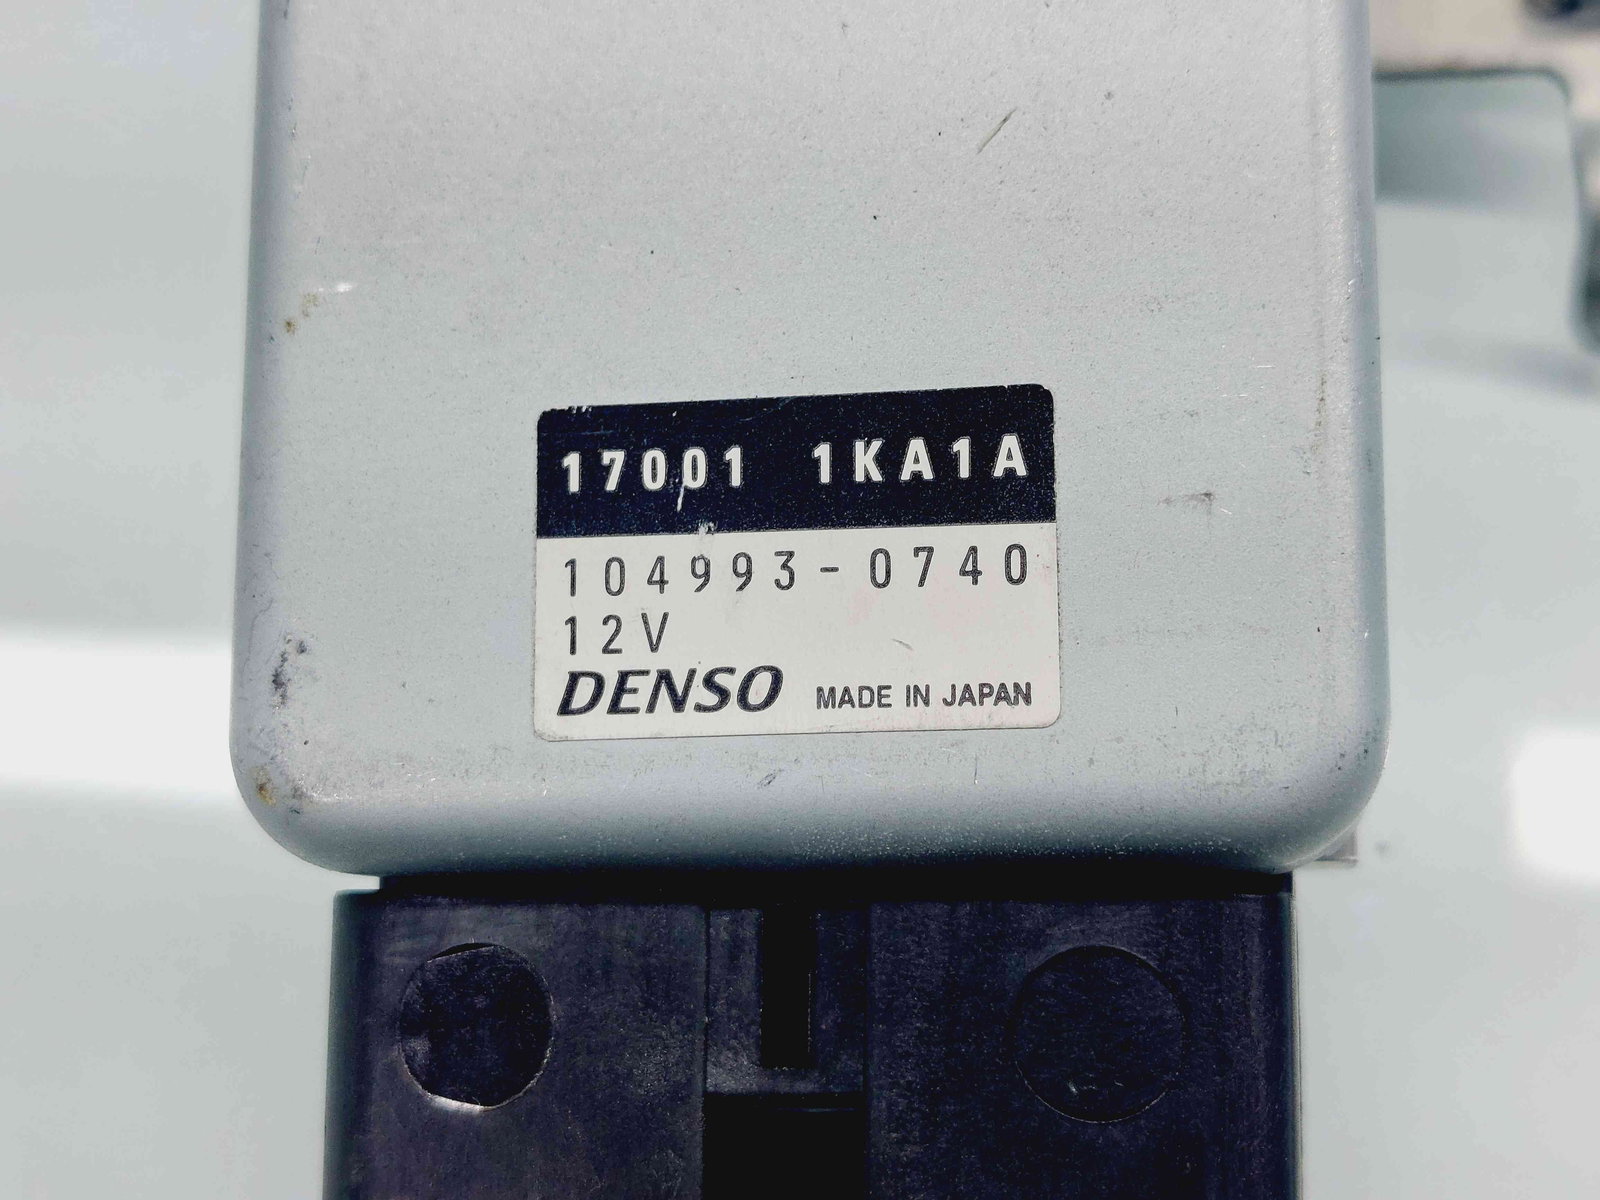 17001 1KA1A
104993-0740
12V
DENSO MADE IN JAPAN